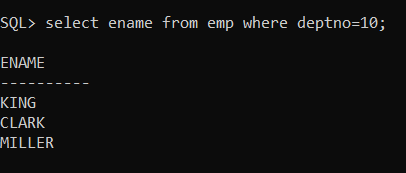 SQL> select ename from emp where deptno=10;
ENAME
----------
KING
CLARK
MILLER